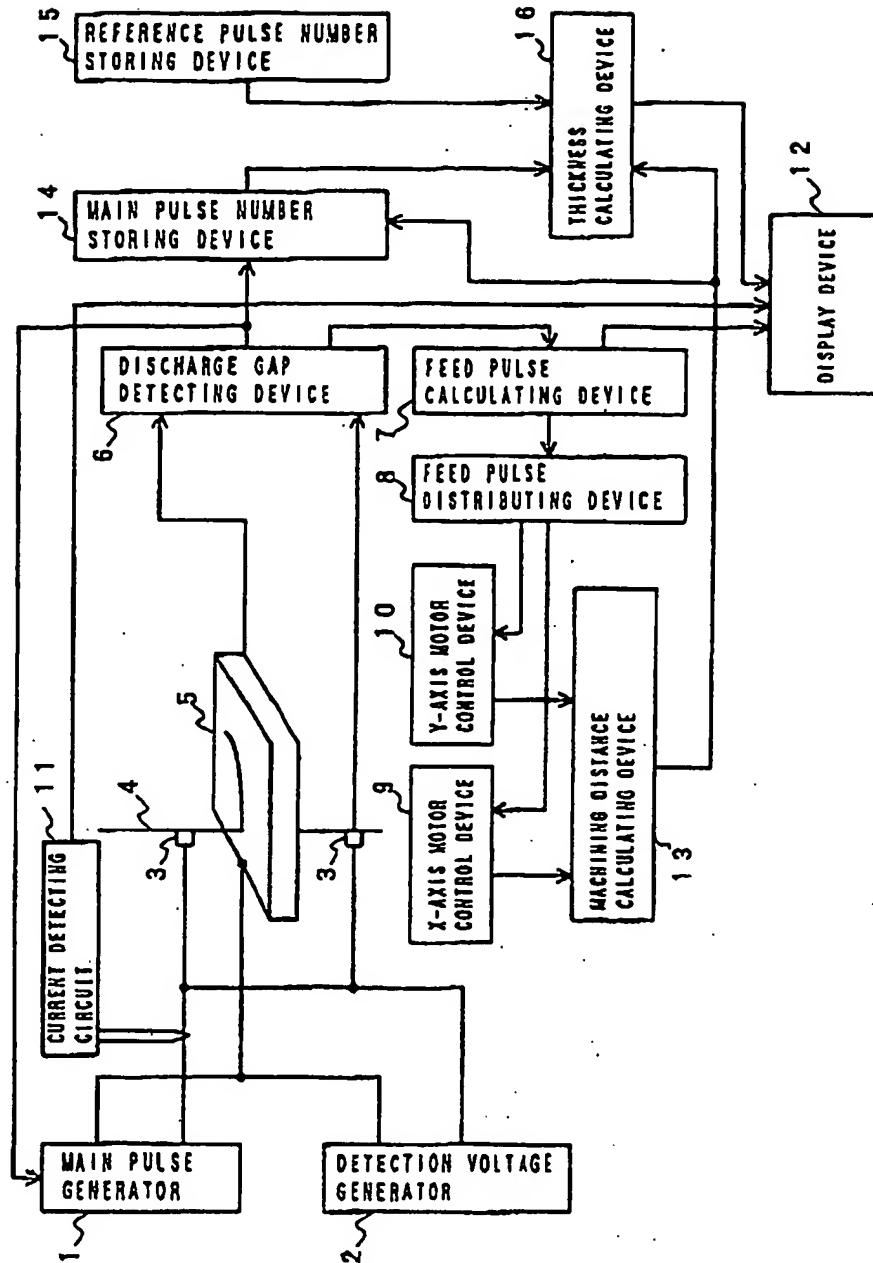 15
REFERENCE PULSE NUMBER
STORING DEVICE
14
MAIN PULSE NUMBER
STORING DEVICE
16
THICKNESS
CALCULATING DEVICE
12
DISPLAY DEVICE
6
DISCHARGE GAP
DETECTING DEVICE
7
FEED PULSE
CALCULATING DEVICE
8
FEED PULSE
DISTRIBUTING DEVICE
10
Y-AXIS MOTOR
CONTROL DEVICE
9
X-AXIS MOTOR
CONTROL DEVICE
MACHINING DISTANCE
CALCULATING DEVICE
13
11
CURRENT DETECTING
CIRCUIT
4
5
3
3
MAIN PULSE
GENERATOR
1
DETECTION VOLTAGE
GENERATOR
2